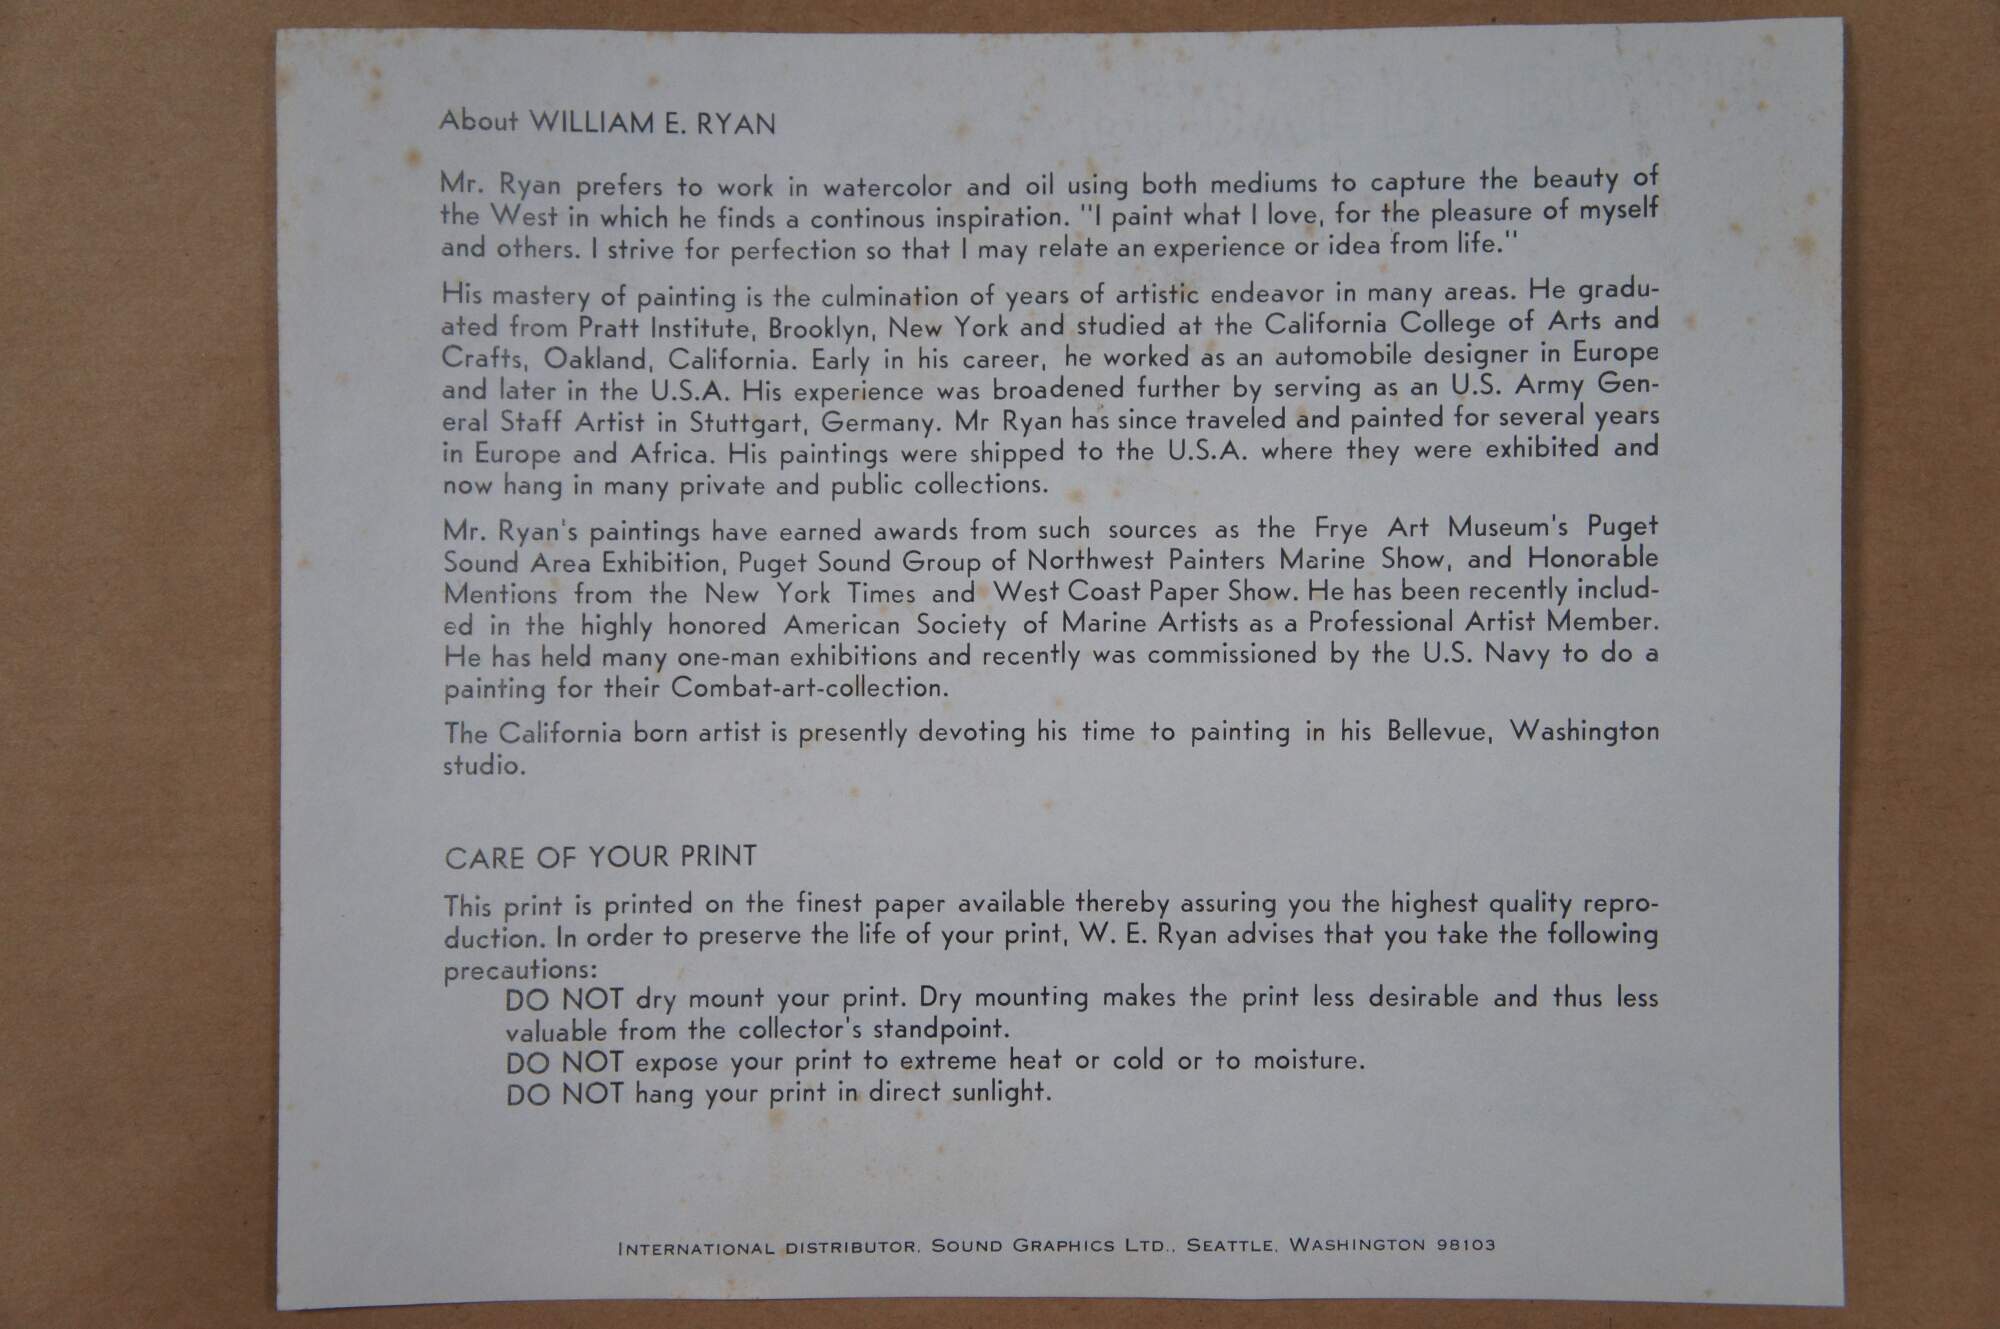 About WILLIAM E. RYAN
Mr. Ryan prefers to work in watercolor and oil using both mediums to capture the beauty of
the West in which he finds a continous inspiration. "I paint what I love, for the pleasure of myself
and others. I strive for perfection so that I may relate an experience or idea from life."
His mastery of painting is the culmination of years of artistic endeavor in many areas. He gradu-
ated from Pratt Institute, Brooklyn, New York and studied at the California College of Arts and
Crafts, Oakland, California. Early in his career, he worked as an automobile designer in Europe
and later in the U.S.A. His experience was broadened further by serving as an U.S. Army Gen-
eral Staff Artist in Stuttgart, Germany. Mr Ryan has since traveled and painted for several years
in Europe and Africa. His paintings were shipped to the U.S.A. where they were exhibited and
now hang in many private and public collections.
Mr. Ryan's paintings have earned awards from such sources as the Frye Art Museum's Puget
Sound Area Exhibition, Puget Sound Group of Northwest Painters Marine Show, and Honorable
Mentions from the New York Times and West Coast Paper Show. He has been recently includ-
ed in the highly honored American Society of Marine Artists as a Professional Artist Member.
He has held many one-man exhibitions and recently was commissioned by the U.S. Navy to do a
painting for their Combat-art-collection.
The California born artist is presently devoting his time to painting in his Bellevue, Washington
studio.
CARE OF YOUR PRINT
This print is printed on the finest paper available thereby assuring you the highest quality repro-
duction. In order to preserve the life of your print, W. E. Ryan advises that you take the following
precautions:
DO NOT dry mount your print. Dry mounting makes the print less desirable and thus less
valuable from the collector's standpoint.
DO NOT expose your print to extreme heat or cold or to moisture.
DO NOT hang your print in direct sunlight.
INTERNATIONAL DISTRIBUTOR, SOUND GRAPHICS LTD., SEATTLE, WASHINGTON 98103